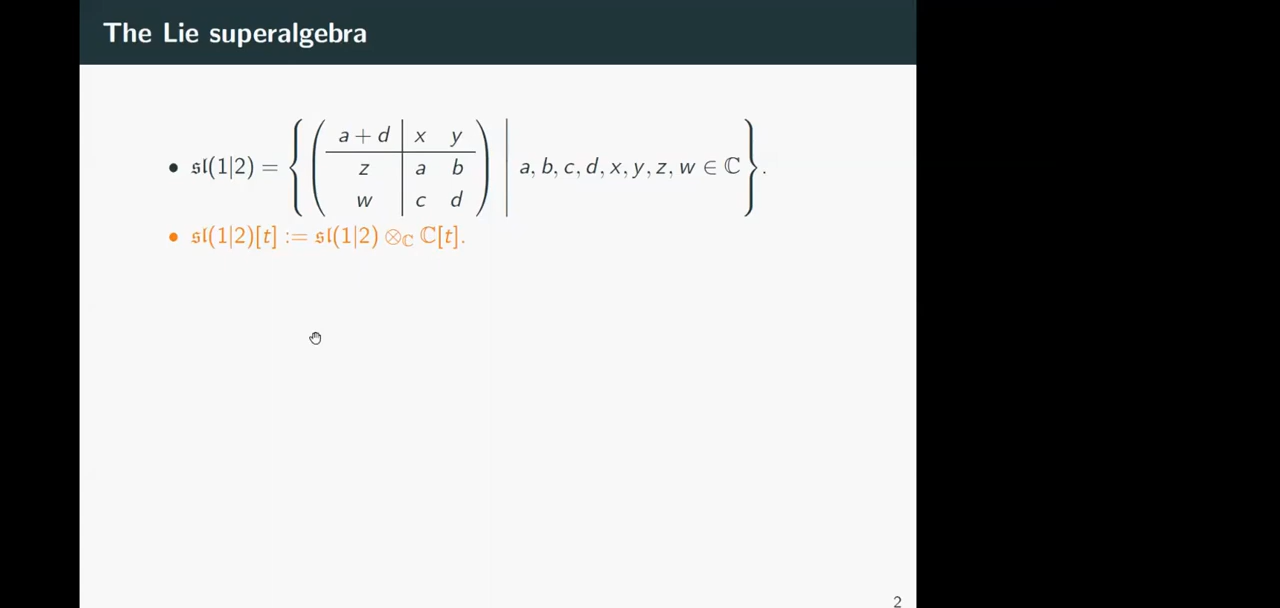 The Lie superalgebra
• 𝔰𝔩(1|2) = { ( a + d | x y
z | a b
w | c d ) | a, b, c, d, x, y, z, w ∈ ℂ }.
• 𝔰𝔩(1|2)[t] := 𝔰𝔩(1|2) ⊗_ℂ ℂ[t].
2